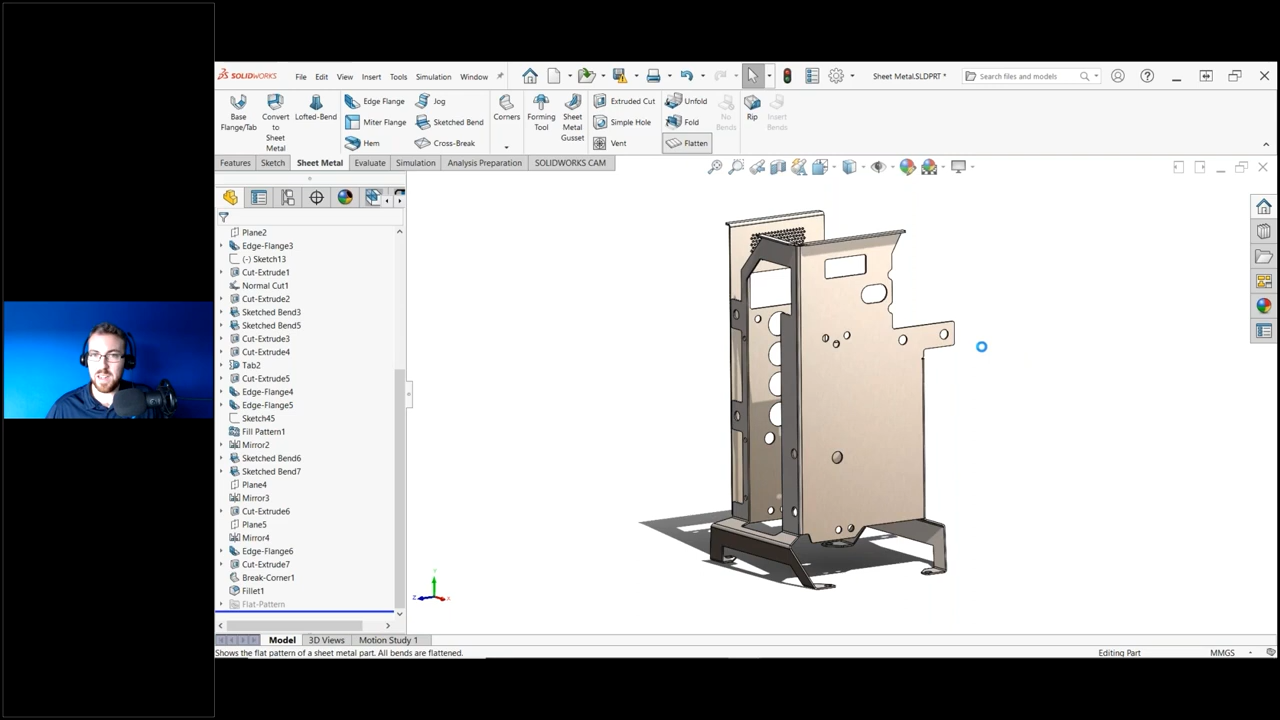 SOLIDWORKS File Edit View Insert Tools Simulation Window Sheet Metal.SLDPRT * Search files and models
Base Flange/Tab
Convert to Sheet Metal
Lofted-Bend
Edge Flange
Miter Flange
Hem
Jog
Sketched Bend
Cross-Break
Corners
Forming Tool
Sheet Metal Gusset
Extruded Cut
Simple Hole
Vent
Unfold
Fold
Flatten
No Bends
Rip
Insert Bends
Features Sketch Sheet Metal Evaluate Simulation Analysis Preparation SOLIDWORKS CAM
Plane2
Edge-Flange3
(-) Sketch13
Cut-Extrude1
Normal Cut1
Cut-Extrude2
Sketched Bend3
Sketched Bend5
Cut-Extrude3
Cut-Extrude4
Tab2
Cut-Extrude5
Edge-Flange4
Edge-Flange5
Sketch45
Fill Pattern1
Mirror2
Sketched Bend6
Sketched Bend7
Plane4
Mirror3
Cut-Extrude6
Plane5
Mirror4
Edge-Flange6
Cut-Extrude7
Break-Corner1
Fillet1
Flat-Pattern
Y
Z
X
Model 3D Views Motion Study 1
Shows the flat pattern of a sheet metal part. All bends are flattened. Editing Part MMGS